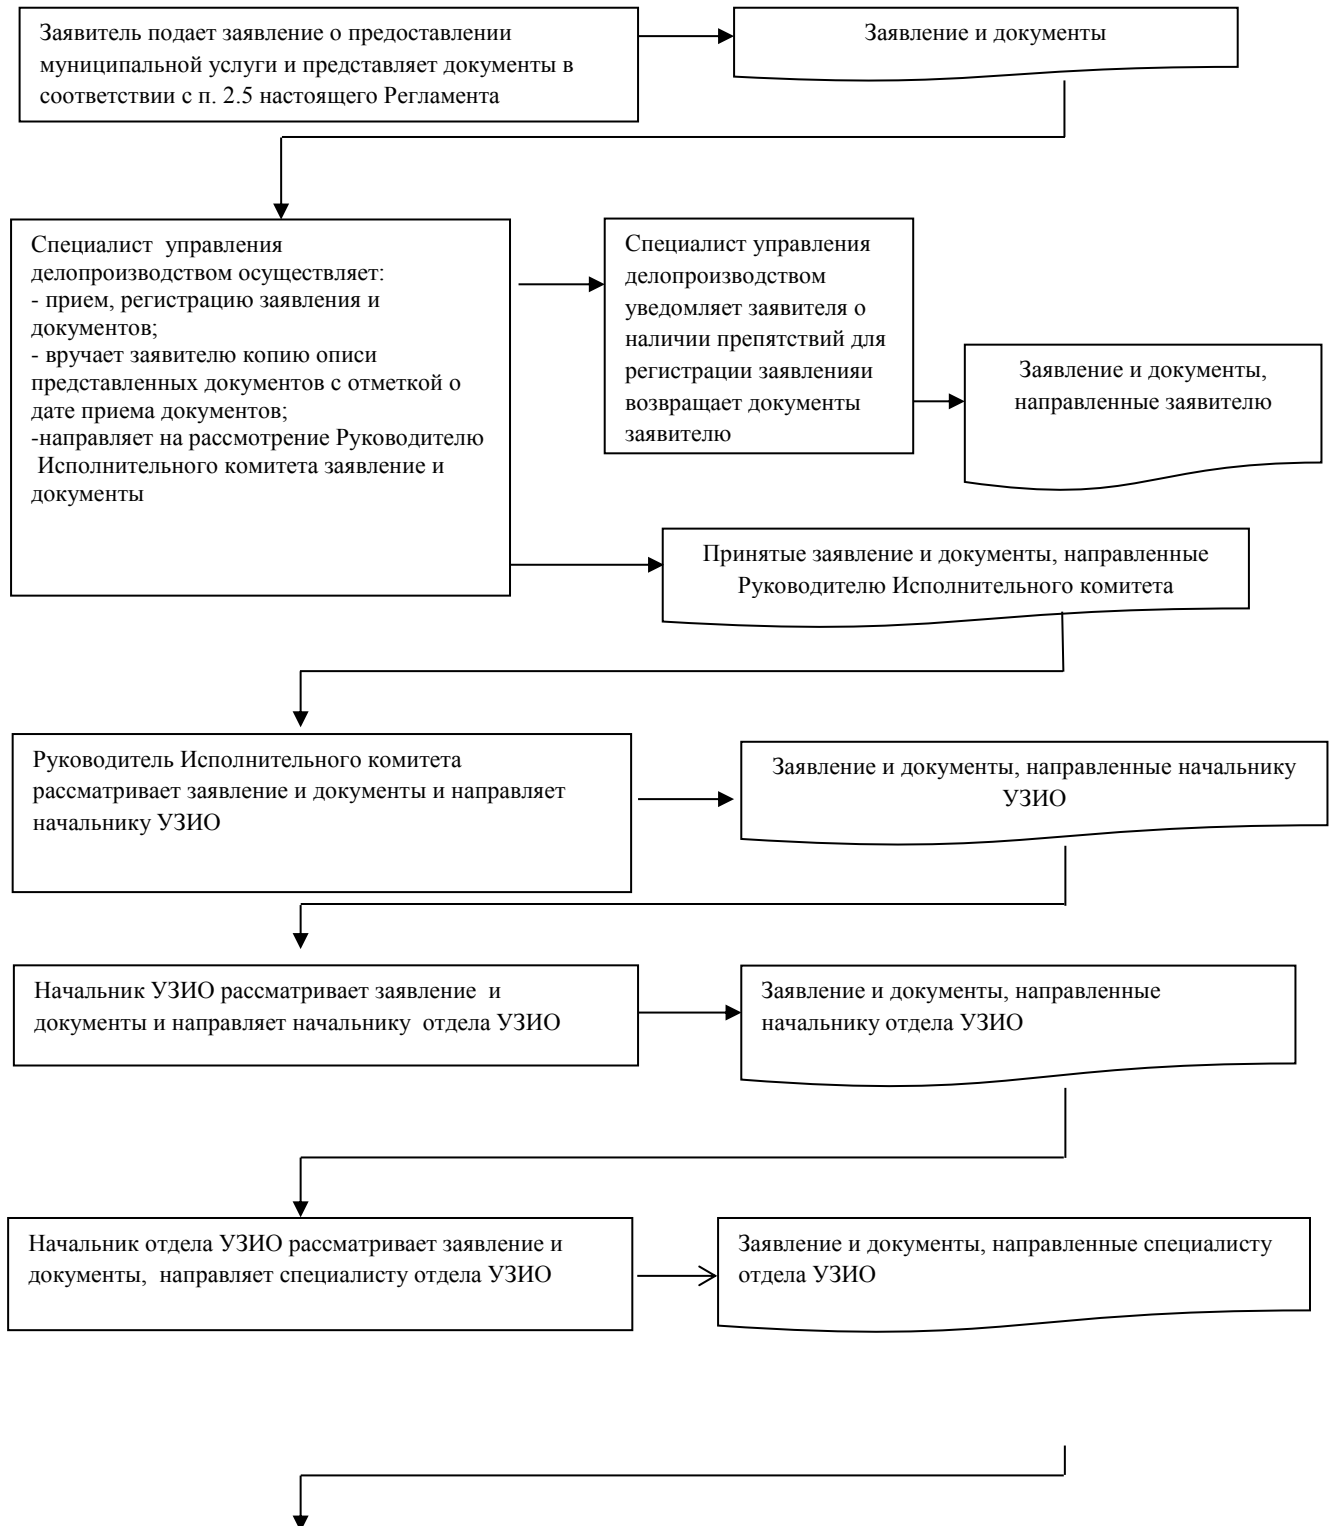 Заявитель подает заявление о предоставлении
муниципальной услуги и представляет документы в
соответствии с п. 2.5 настоящего Регламента
Заявление и документы
Специалист  управления
делопроизводством осуществляет:
- прием, регистрацию заявления и
документов;
- вручает заявителю копию описи
представленных документов с отметкой о
дате приема документов;
-направляет на рассмотрение Руководителю
Исполнительного комитета заявление и
документы
Специалист управления
делопроизводством
уведомляет заявителя о
наличии препятствий для
регистрации заявленияи
возвращает документы
заявителю
Заявление и документы,
направленные заявителю
Принятые заявление и документы, направленные
Руководителю Исполнительного комитета
Руководитель Исполнительного комитета
рассматривает заявление и документы и направляет
начальнику УЗИО
Заявление и документы, направленные начальнику
УЗИО
Начальник УЗИО рассматривает заявление  и
документы и направляет начальнику  отдела УЗИО
Заявление и документы, направленные
начальнику отдела УЗИО
Начальник отдела УЗИО рассматривает заявление и
документы,  направляет специалисту отдела УЗИО
Заявление и документы, направленные специалисту
отдела УЗИО